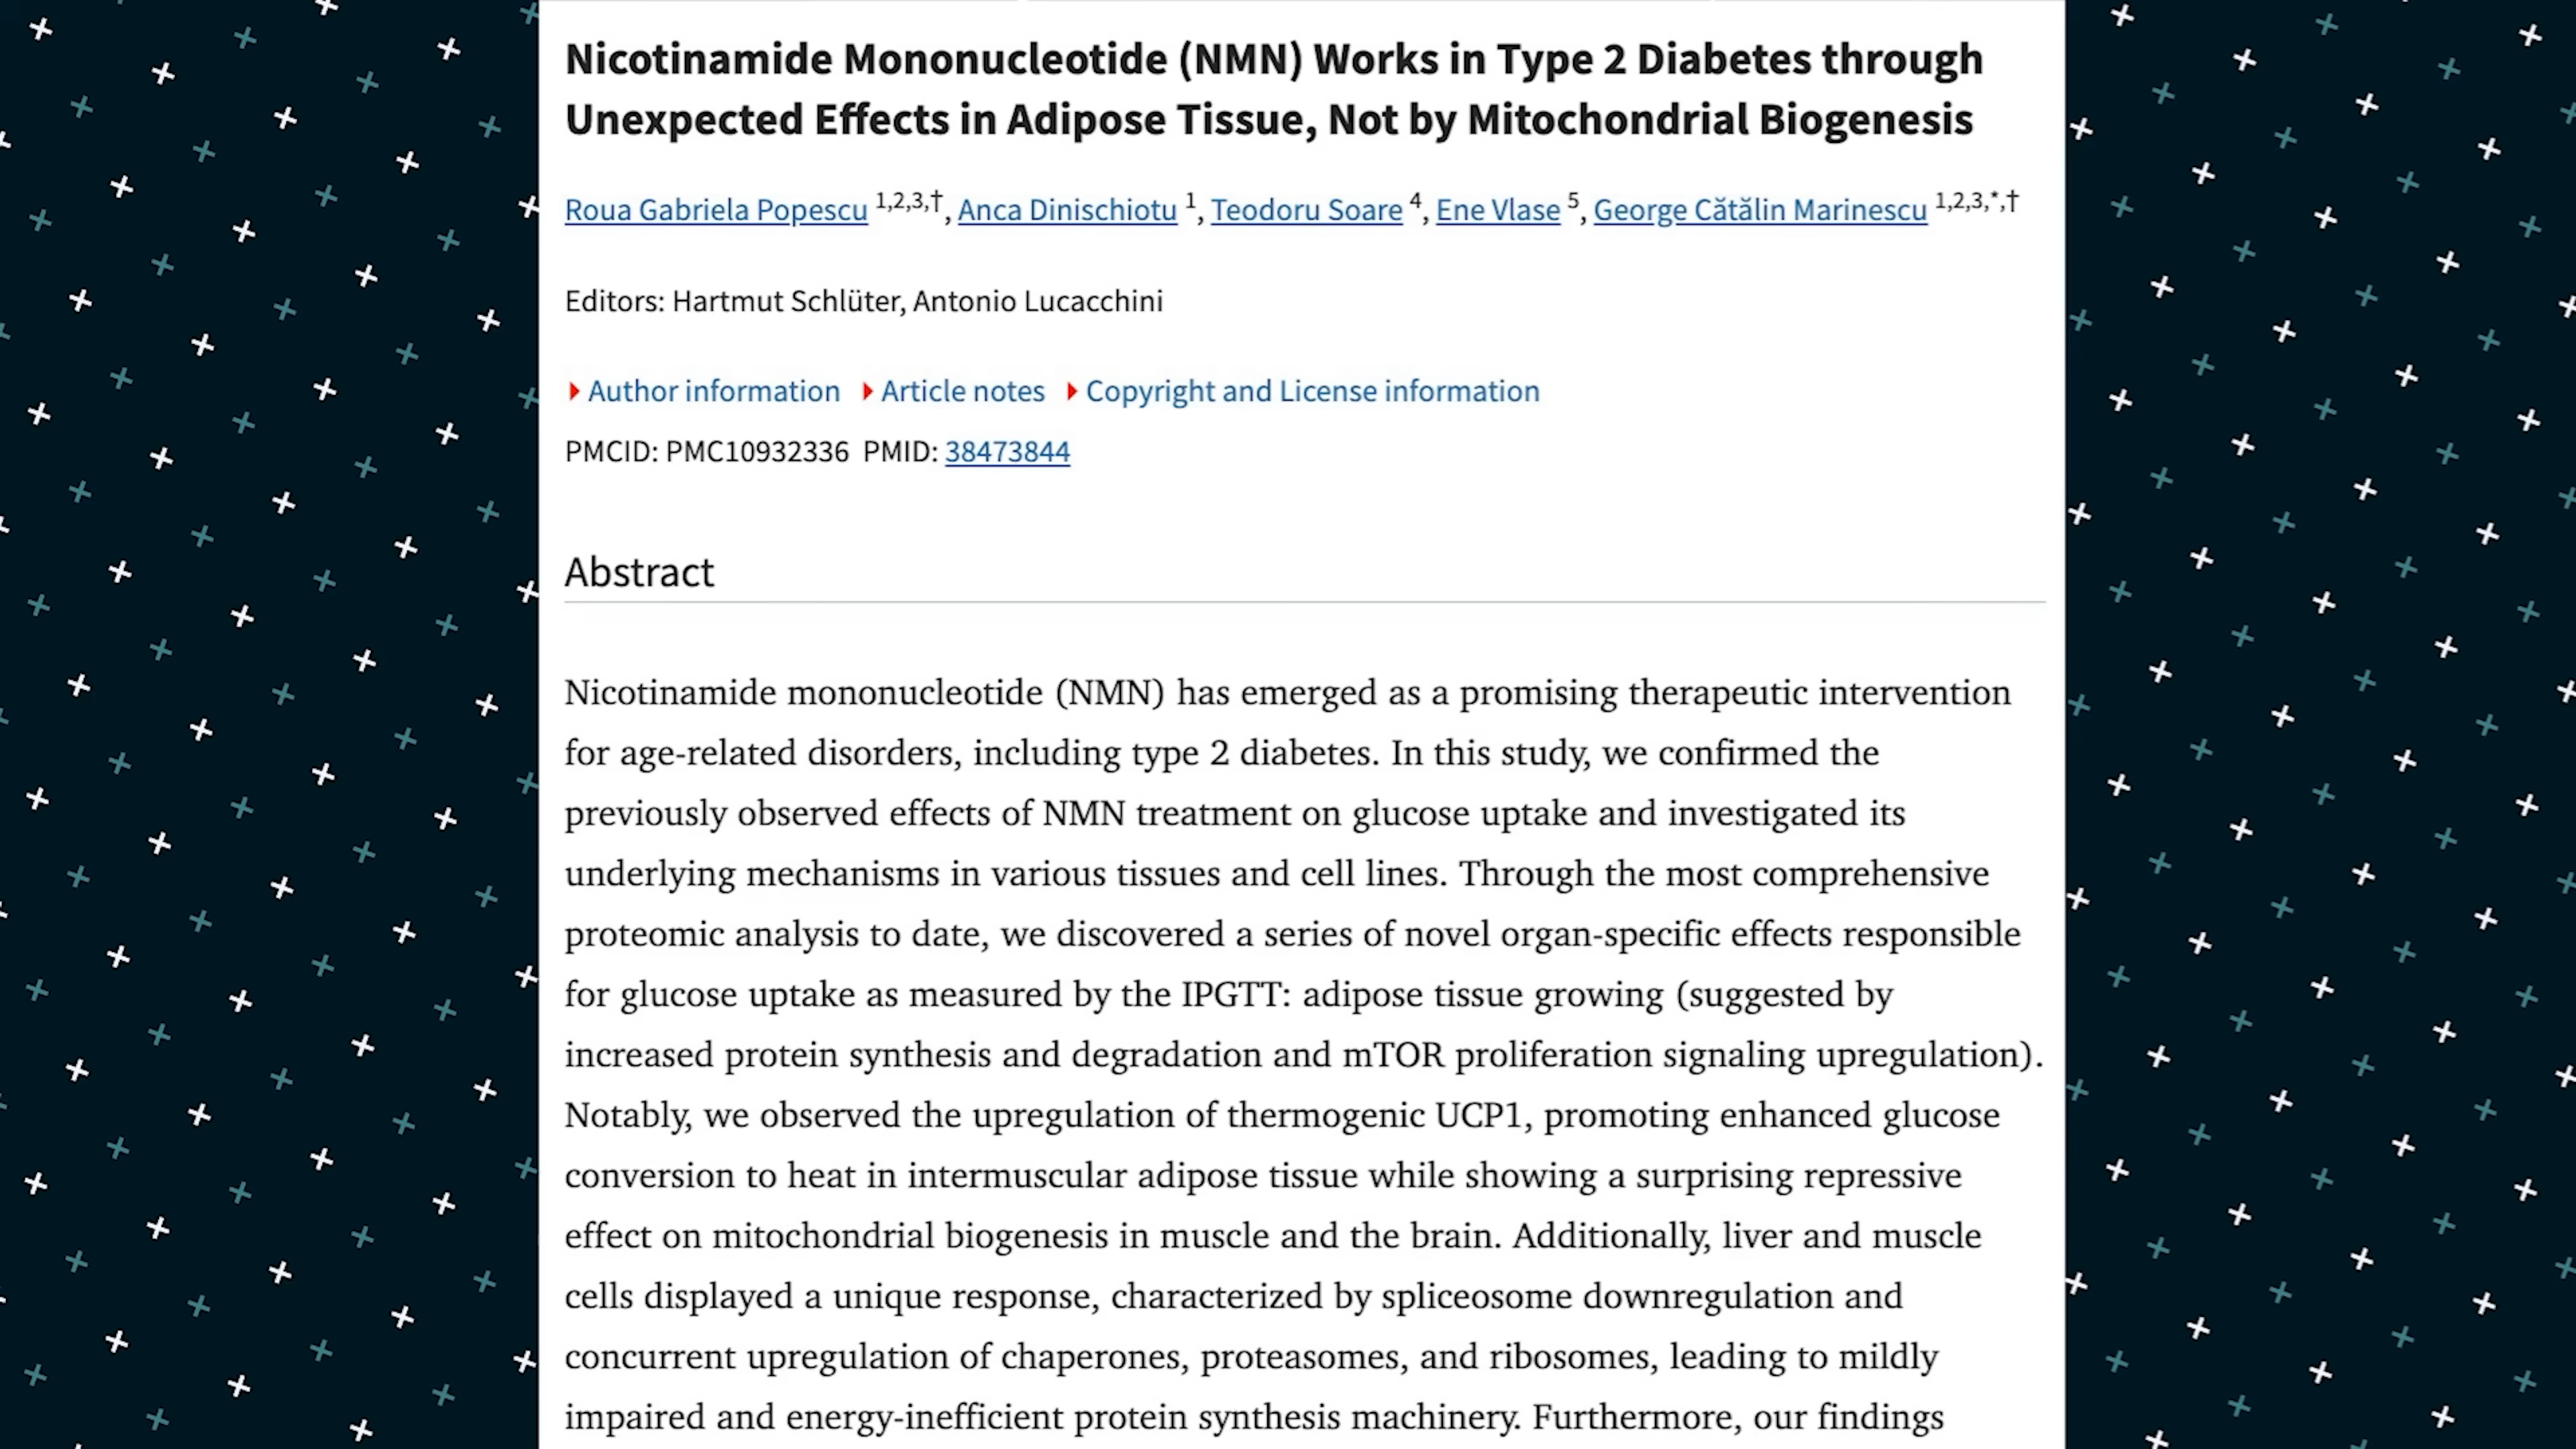 Nicotinamide Mononucleotide (NMN) Works in Type 2 Diabetes through
Unexpected Effects in Adipose Tissue, Not by Mitochondrial Biogenesis
Roua Gabriela Popescu 1,2,3,†, Anca Dinischiotu 1, Teodoru Soare 4, Ene Vlase 5, George Cătălin Marinescu 1,2,3,*,†
Editors: Hartmut Schlüter, Antonio Lucacchini
Author information Article notes Copyright and License information
PMCID: PMC10932336 PMID: 38473844
Abstract
Nicotinamide mononucleotide (NMN) has emerged as a promising therapeutic intervention
for age-related disorders, including type 2 diabetes. In this study, we confirmed the
previously observed effects of NMN treatment on glucose uptake and investigated its
underlying mechanisms in various tissues and cell lines. Through the most comprehensive
proteomic analysis to date, we discovered a series of novel organ-specific effects responsible
for glucose uptake as measured by the IPGTT: adipose tissue growing (suggested by
increased protein synthesis and degradation and mTOR proliferation signaling upregulation).
Notably, we observed the upregulation of thermogenic UCP1, promoting enhanced glucose
conversion to heat in intermuscular adipose tissue while showing a surprising repressive
effect on mitochondrial biogenesis in muscle and the brain. Additionally, liver and muscle
cells displayed a unique response, characterized by spliceosome downregulation and
concurrent upregulation of chaperones, proteasomes, and ribosomes, leading to mildly
impaired and energy-inefficient protein synthesis machinery. Furthermore, our findings